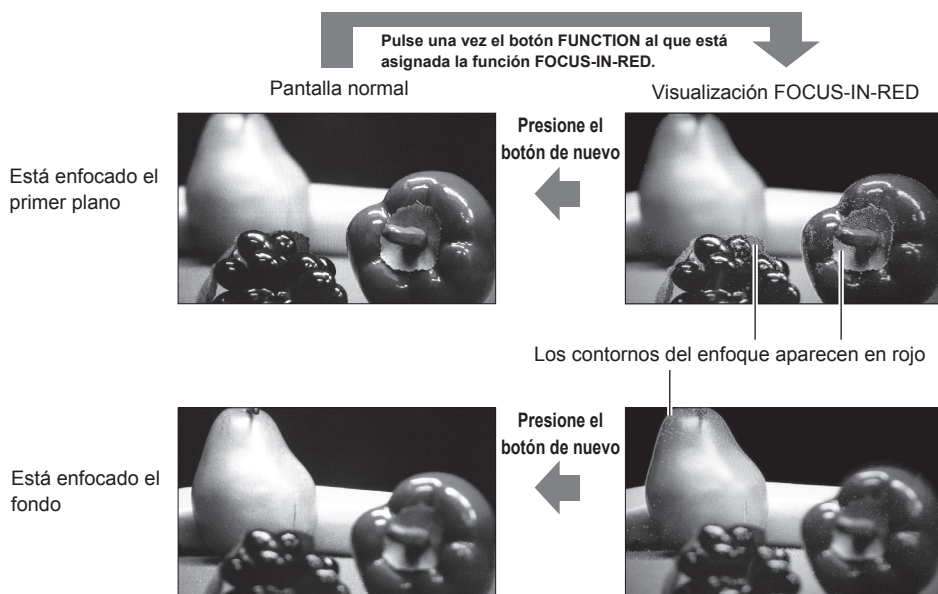 Pulse una vez el botón FUNCTION al que está
asignada la función FOCUS-IN-RED.
Pantalla normal
Visualización FOCUS-IN-RED
Está enfocado el
primer plano
Presione el
botón de nuevo
Los contornos del enfoque aparecen en rojo
Está enfocado el
fondo
Presione el
botón de nuevo